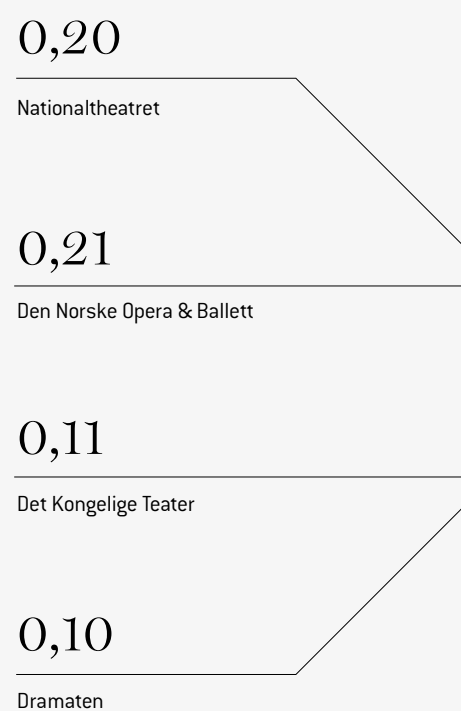 0,20
Nationaltheatret
0,21
Den Norske Opera & Ballett
0,11
Det Kongelige Teater
0,10
Dramaten